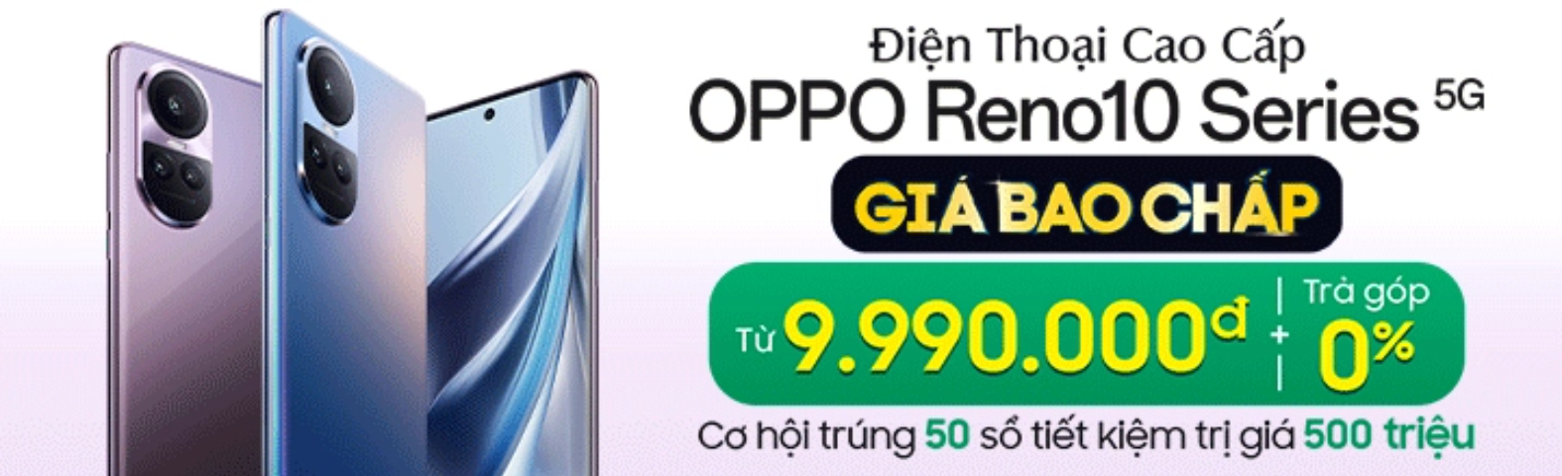 Điện Thoại Cao Cấp
OPPO Reno10 Series 5G
GIÁ BAO CHẤP
Từ 9.990.000đ + Trả góp 0%
Cơ hội trúng 50 sổ tiết kiệm trị giá 500 triệu